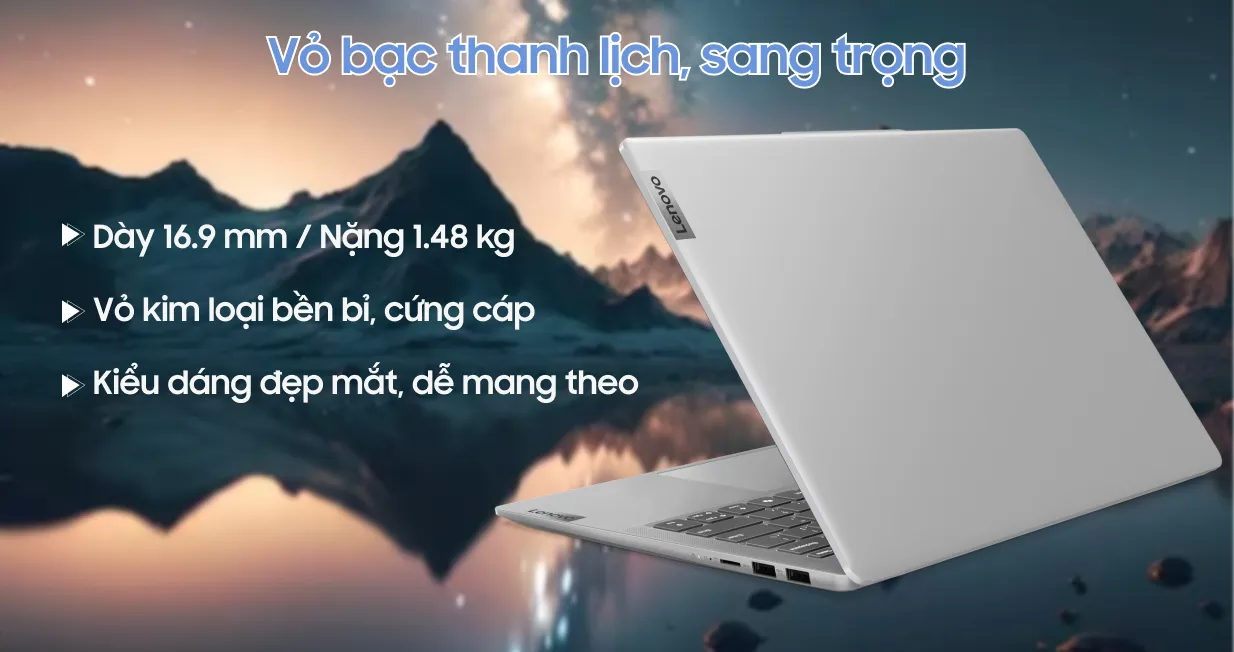 Vỏ bạc thanh lịch, sang trọng
Dày 16.9 mm / Nặng 1.48 kg
Vỏ kim loại bền bỉ, cứng cáp
Kiểu dáng đẹp mắt, dễ mang theo
Lenovo
Lenovo